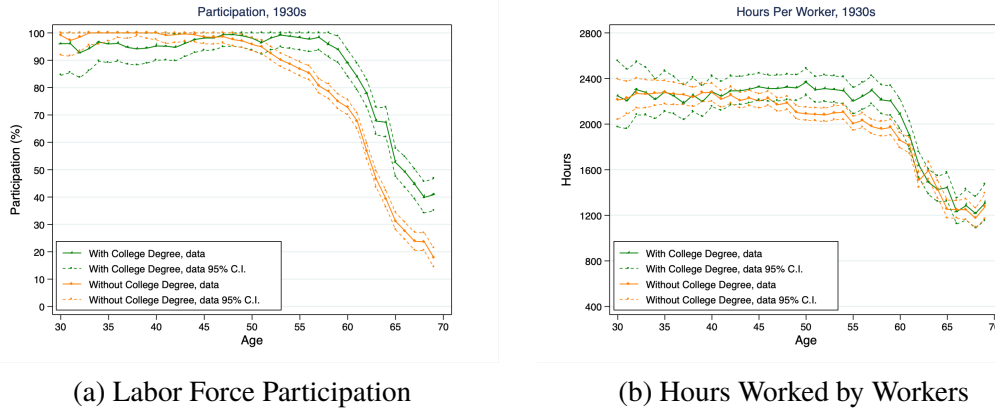 Participation, 1930s
Participation (%)
100
90
80
70
60
50
40
30
20
10
0
With College Degree, data
With College Degree, data 95% C.I.
Without College Degree, data
Without College Degree, data 95% C.I.
30 35 40 45 50 55 60 65 70
Age
(a) Labor Force Participation
Hours Per Worker, 1930s
Hours
2800
2400
2000
1600
1200
800
400
With College Degree, data
With College Degree, data 95% C.I.
Without College Degree, data
Without College Degree, data 95% C.I.
30 35 40 45 50 55 60 65 70
Age
(b) Hours Worked by Workers